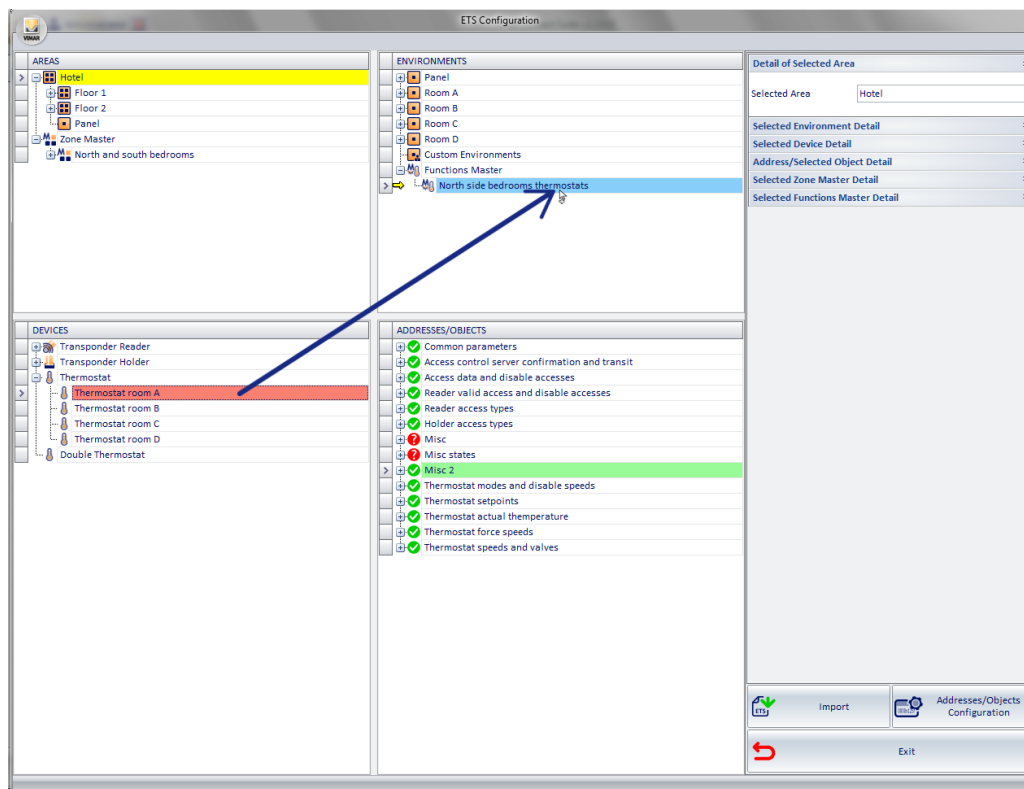 ETS Configuration
VIMAR
AREAS
Hotel
Floor 1
Floor 2
Panel
Zone Master
North and south bedrooms
ENVIRONMENTS
Panel
Room A
Room B
Room C
Room D
Custom Environments
Functions Master
North side bedrooms thermostats
Detail of Selected Area
Selected Area Hotel
Selected Environment Detail
Selected Device Detail
Address/Selected Object Detail
Selected Zone Master Detail
Selected Functions Master Detail
DEVICES
Transponder Reader
Transponder Holder
Thermostat
Thermostat room A
Thermostat room B
Thermostat room C
Thermostat room D
Double Thermostat
ADDRESSES/OBJECTS
Common parameters
Access control server confirmation and transit
Access data and disable accesses
Reader valid access and disable accesses
Reader access types
Holder access types
Misc
Misc states
Misc 2
Thermostat modes and disable speeds
Thermostat setpoints
Thermostat actual themperature
Thermostat force speeds
Thermostat speeds and valves
ETS
Import
Addresses/Objects
Configuration
Exit